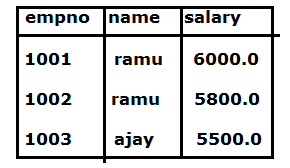 empno name salary
1001 ramu 6000.0
1002 ramu 5800.0
1003 ajay 5500.0